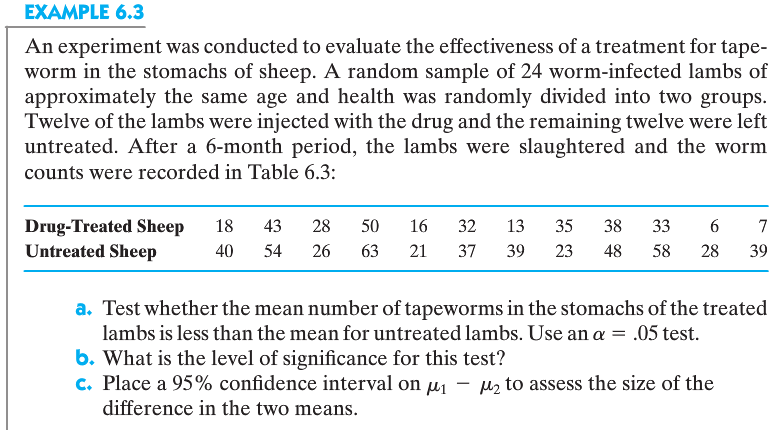 EXAMPLE 6.3
An experiment was conducted to evaluate the effectiveness of a treatment for tape-
worm in the stomachs of sheep. A random sample of 24 worm-infected lambs of
approximately the same age and health was randomly divided into two groups.
Twelve of the lambs were injected with the drug and the remaining twelve were left
untreated. After a 6-month period, the lambs were slaughtered and the worm
counts were recorded in Table 6.3:
Drug-Treated Sheep 18 43 28 50 16 32 13 35 38 33 6 7
Untreated Sheep 40 54 26 63 21 37 39 23 48 58 28 39
a. Test whether the mean number of tapeworms in the stomachs of the treated
lambs is less than the mean for untreated lambs. Use an α = .05 test.
b. What is the level of significance for this test?
c. Place a 95% confidence interval on μ₁ − μ₂ to assess the size of the
difference in the two means.